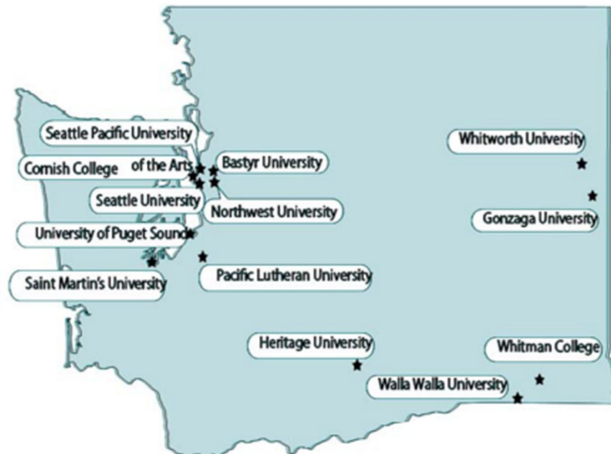 Seattle Pacific University
Whitworth University
Cornish College of the Arts
Bastyr University
Seattle University
Northwest University
Gonzaga University
University of Puget Sound
Saint Martin's University
Pacific Lutheran University
Heritage University
Whitman College
Walla Walla University